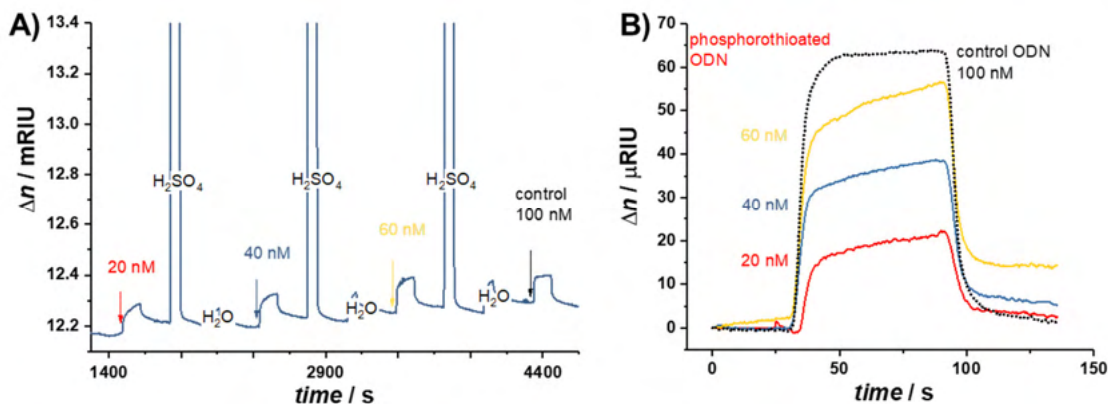 A)
Δn / mRIU
13.4
13.2
13.0
12.8
12.6
12.4
12.2
H₂SO₄
H₂SO₄
H₂SO₄
control
100 nM
60 nM
40 nM
20 nM
H₂O
H₂O
H₂O
1400
2900
4400
time / s
B)
Δn / µRIU
70
60
50
40
30
20
10
0
phosphorothioated
ODN
control ODN
100 nM
60 nM
40 nM
20 nM
0
50
100
150
time / s